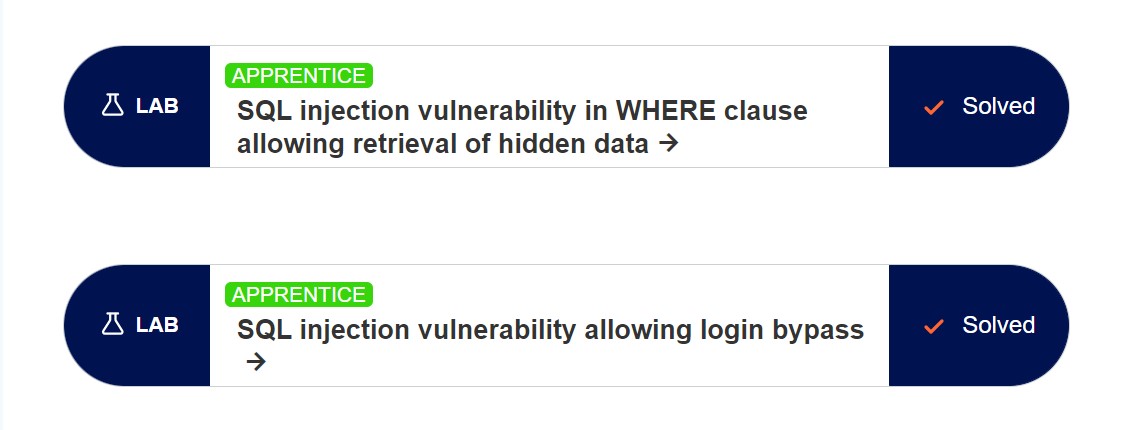 LAB
APPRENTICE
SQL injection vulnerability in WHERE clause
allowing retrieval of hidden data →
Solved
LAB
APPRENTICE
SQL injection vulnerability allowing login bypass
→
Solved